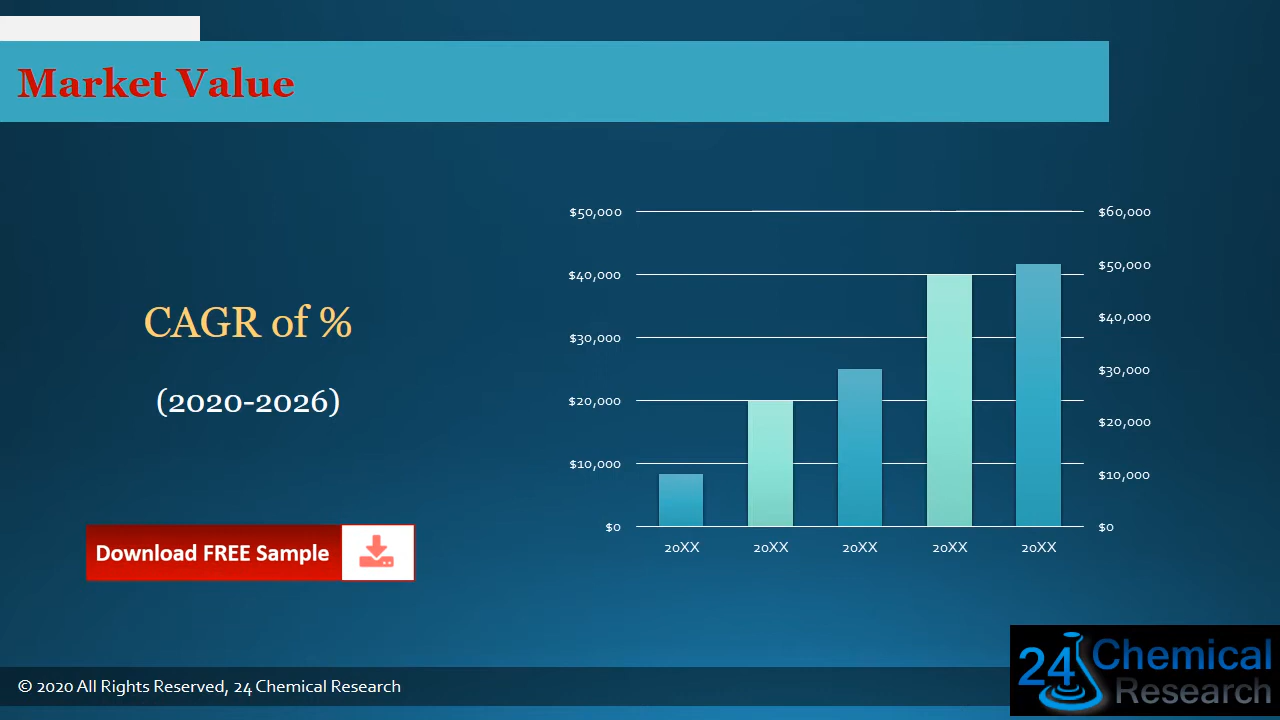 Market Value
CAGR of %
(2020-2026)
Download FREE Sample
$50,000
$40,000
$30,000
$20,000
$10,000
$0
$60,000
$50,000
$40,000
$30,000
$20,000
$10,000
$0
20XX 20XX 20XX 20XX 20XX
© 2020 All Rights Reserved, 24 Chemical Research
24 Chemical
Research